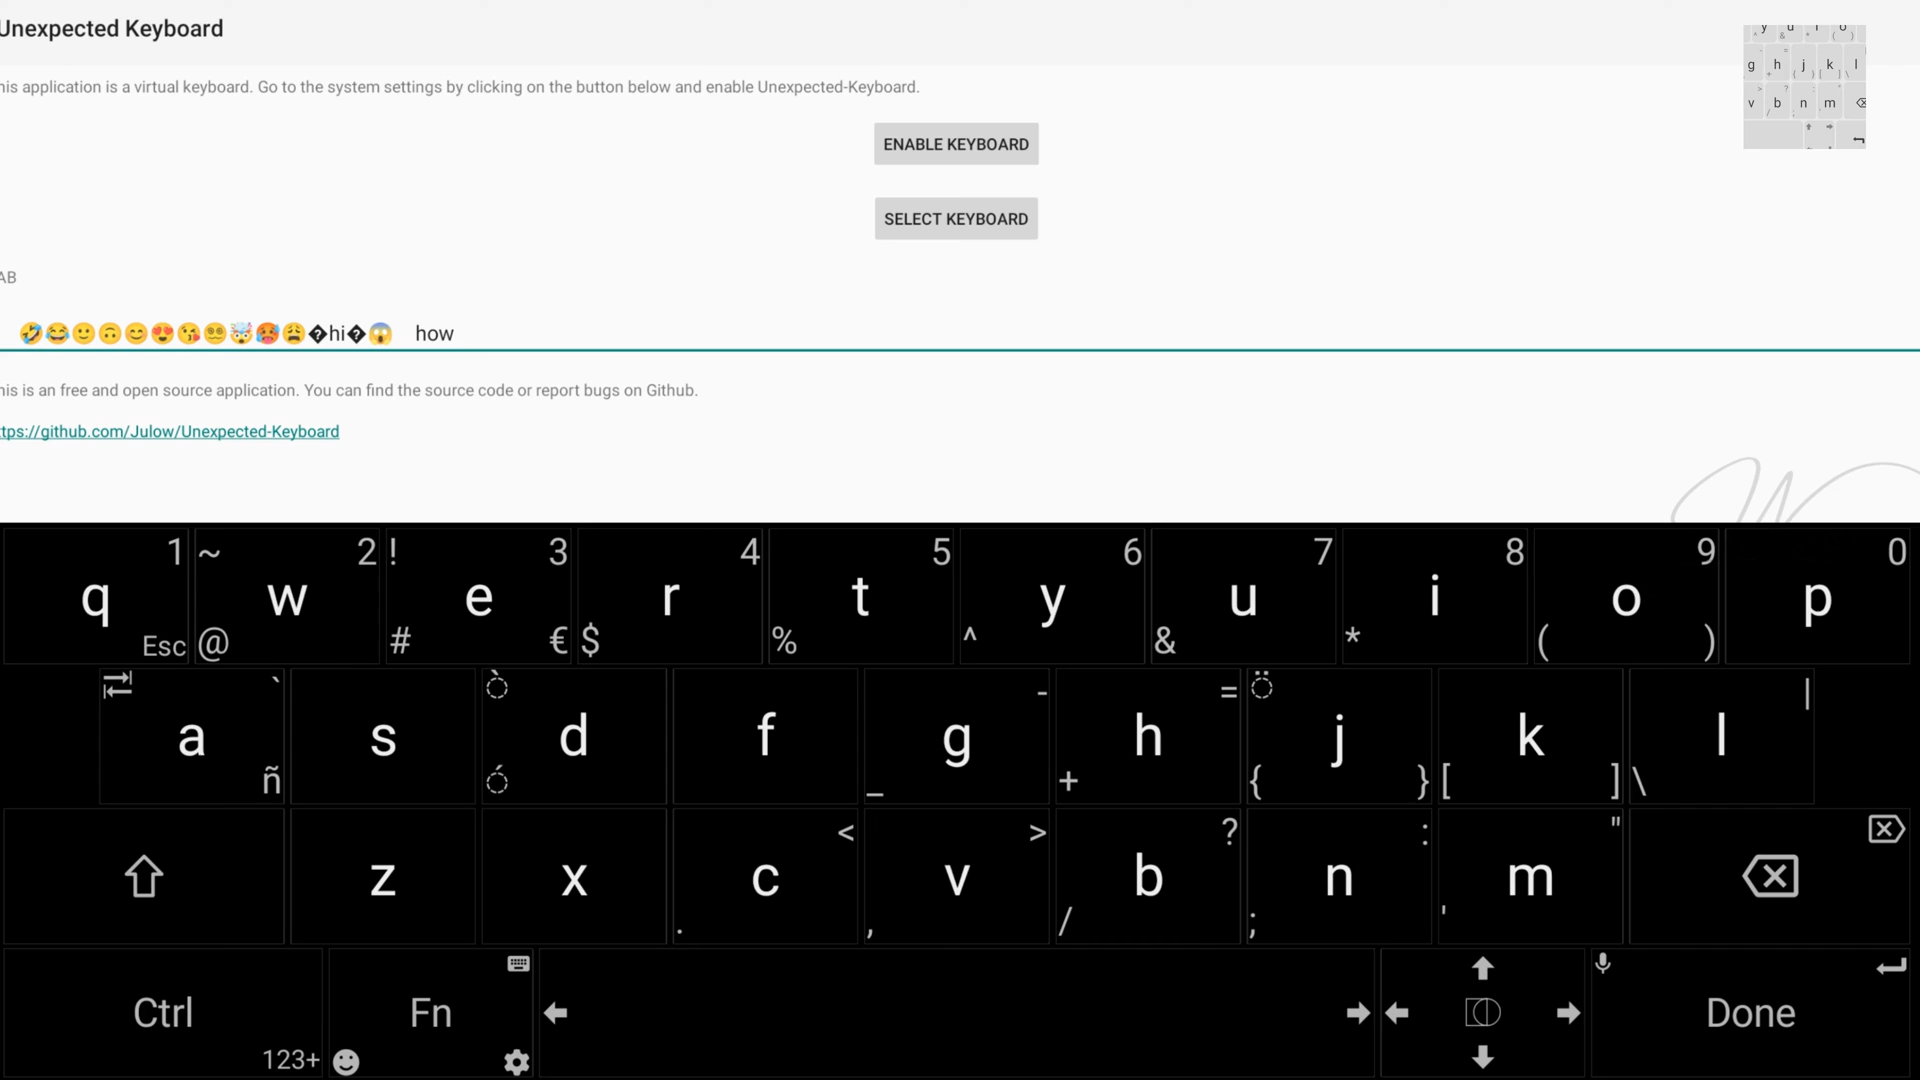 Unexpected Keyboard
his application is a virtual keyboard. Go to the system settings by clicking on the button below and enable Unexpected-Keyboard.
ENABLE KEYBOARD
SELECT KEYBOARD
AB
🤣😂🙂🙃😊😍😘😵‍💫🤯🥵😩�hi�😱 how
his is an free and open source application. You can find the source code or report bugs on Github.
tps://github.com/Julow/Unexpected-Keyboard
y u i o
g h j k l
v b n m
1 ~ 2 ! 3 4 5 6 7 8 9 0
q w e r t y u i o p
Esc @ # € $ % ^ & * ( )
` - = |
a s d f g h j k l
ñ _ + { } [ ] \
< > ? : "
z x c v b n m
. , / ; '
Ctrl Fn Done
123+